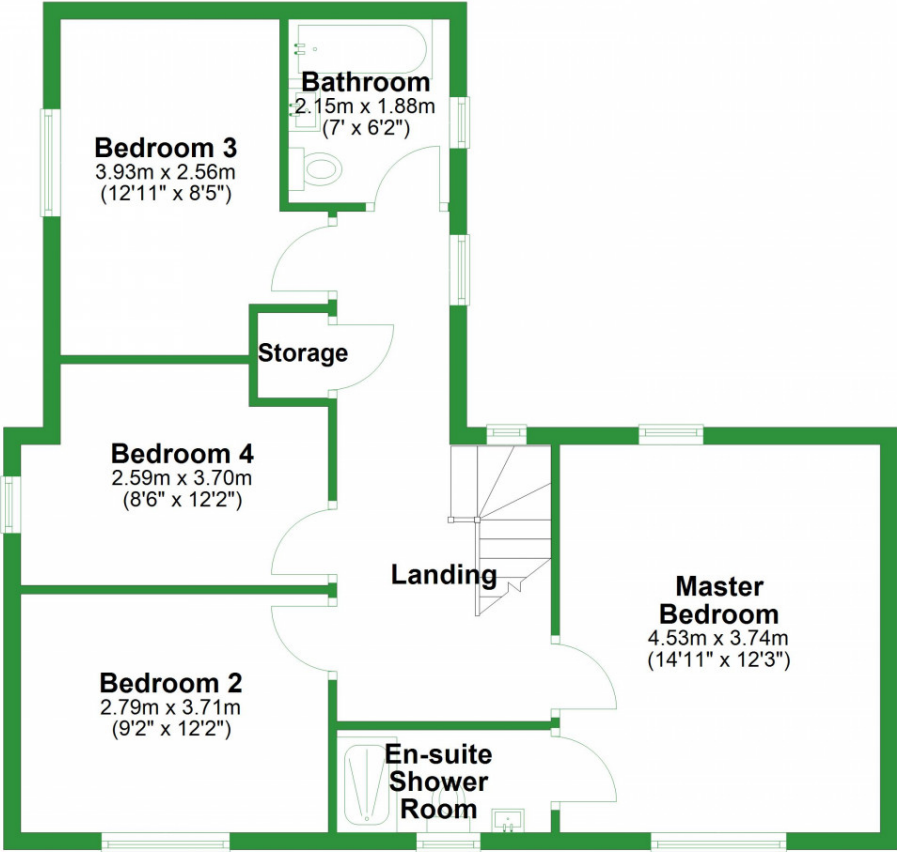 Bathroom
2.15m x 1.88m
(7' x 6'2")
Bedroom 3
3.93m x 2.56m
(12'11" x 8'5")
Storage
Bedroom 4
2.59m x 3.70m
(8'6" x 12'2")
Landing
Master
Bedroom
4.53m x 3.74m
(14'11" x 12'3")
Bedroom 2
2.79m x 3.71m
(9'2" x 12'2")
En-suite
Shower
Room